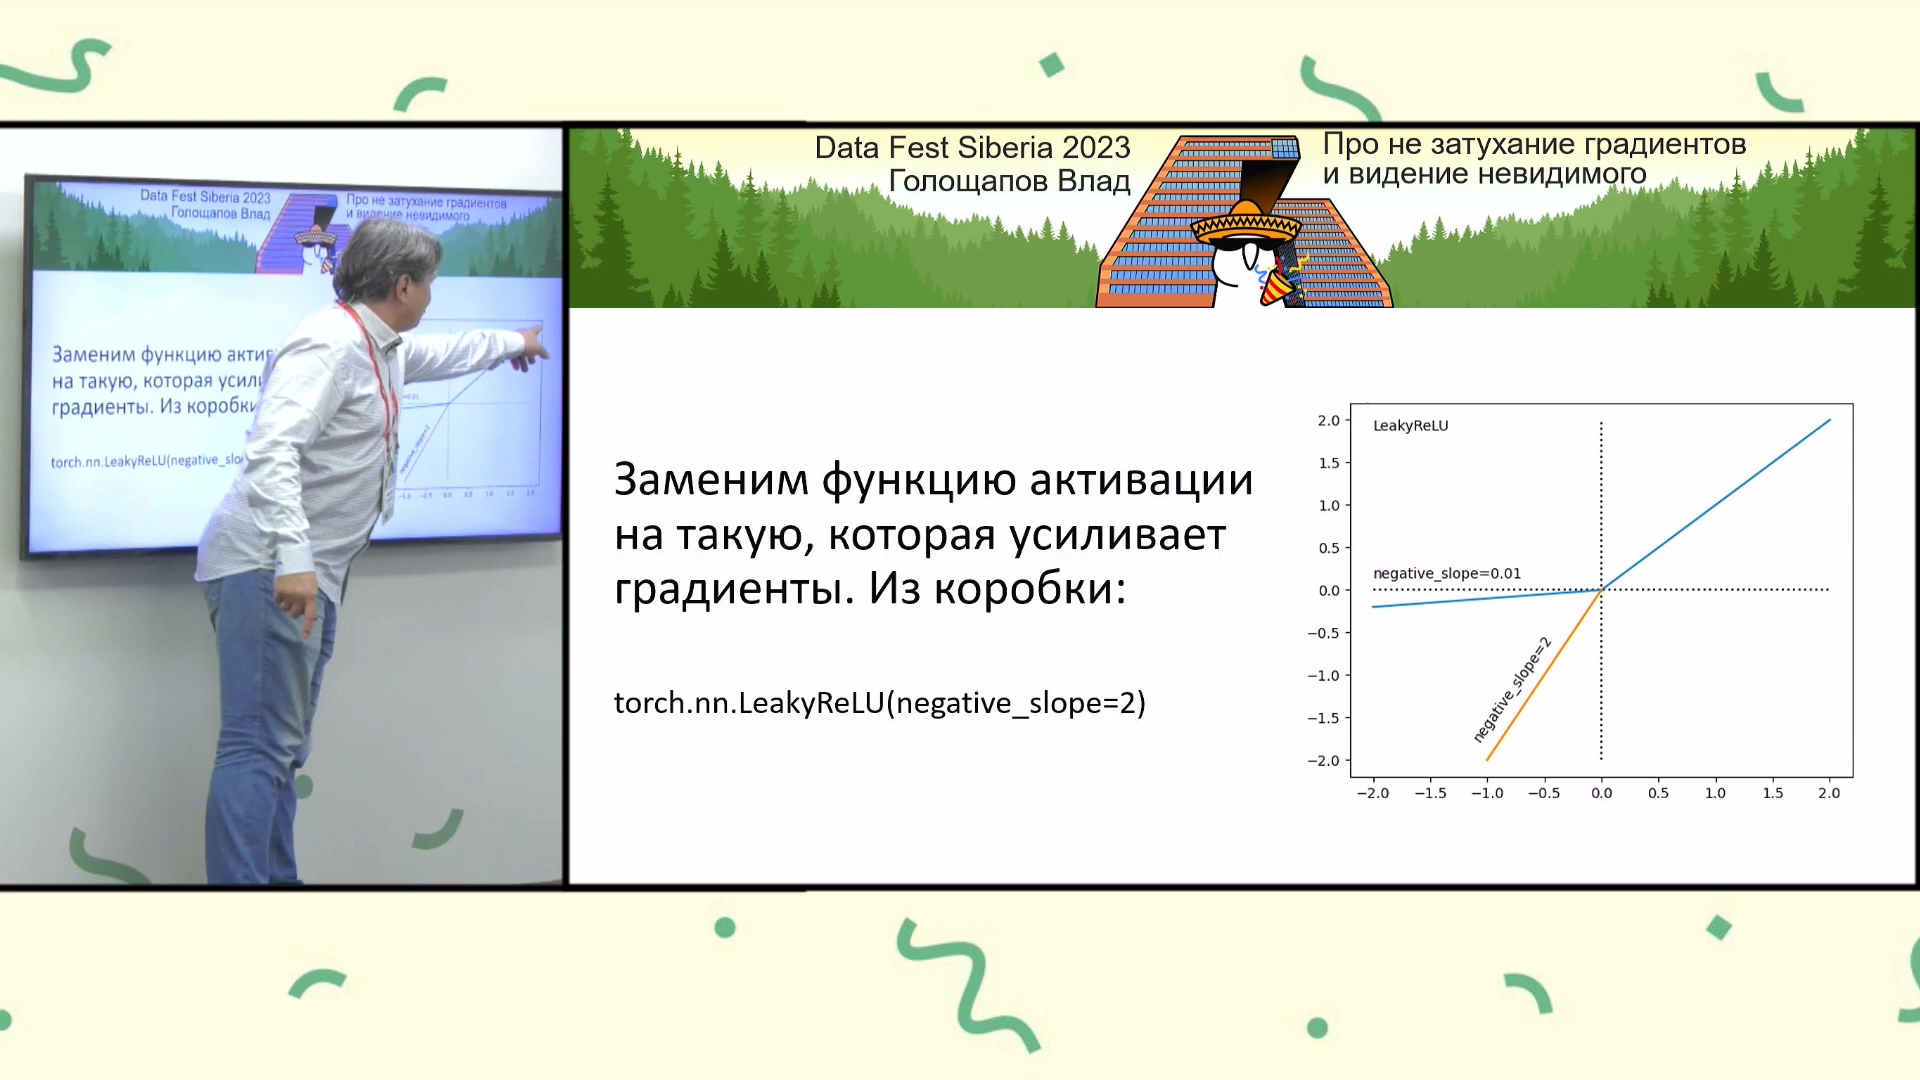 Data Fest Siberia 2023
Голощапов Влад
Про не затухание градиентов
и видение невидимого
Заменим функцию
на такую, которая
градиенты. Из коробки
Data Fest Siberia 2023
Голощапов Влад
Про не затухание градиентов
и видение невидимого
Заменим функцию активации
на такую, которая усиливает
градиенты. Из коробки:
torch.nn.LeakyReLU(negative_slope=2)
LeakyReLU
negative_slope=0.01
negative_slope=2
2.0
1.5
1.0
0.5
0.0
−0.5
−1.0
−1.5
−2.0
−2.0 −1.5 −1.0 −0.5 0.0 0.5 1.0 1.5 2.0